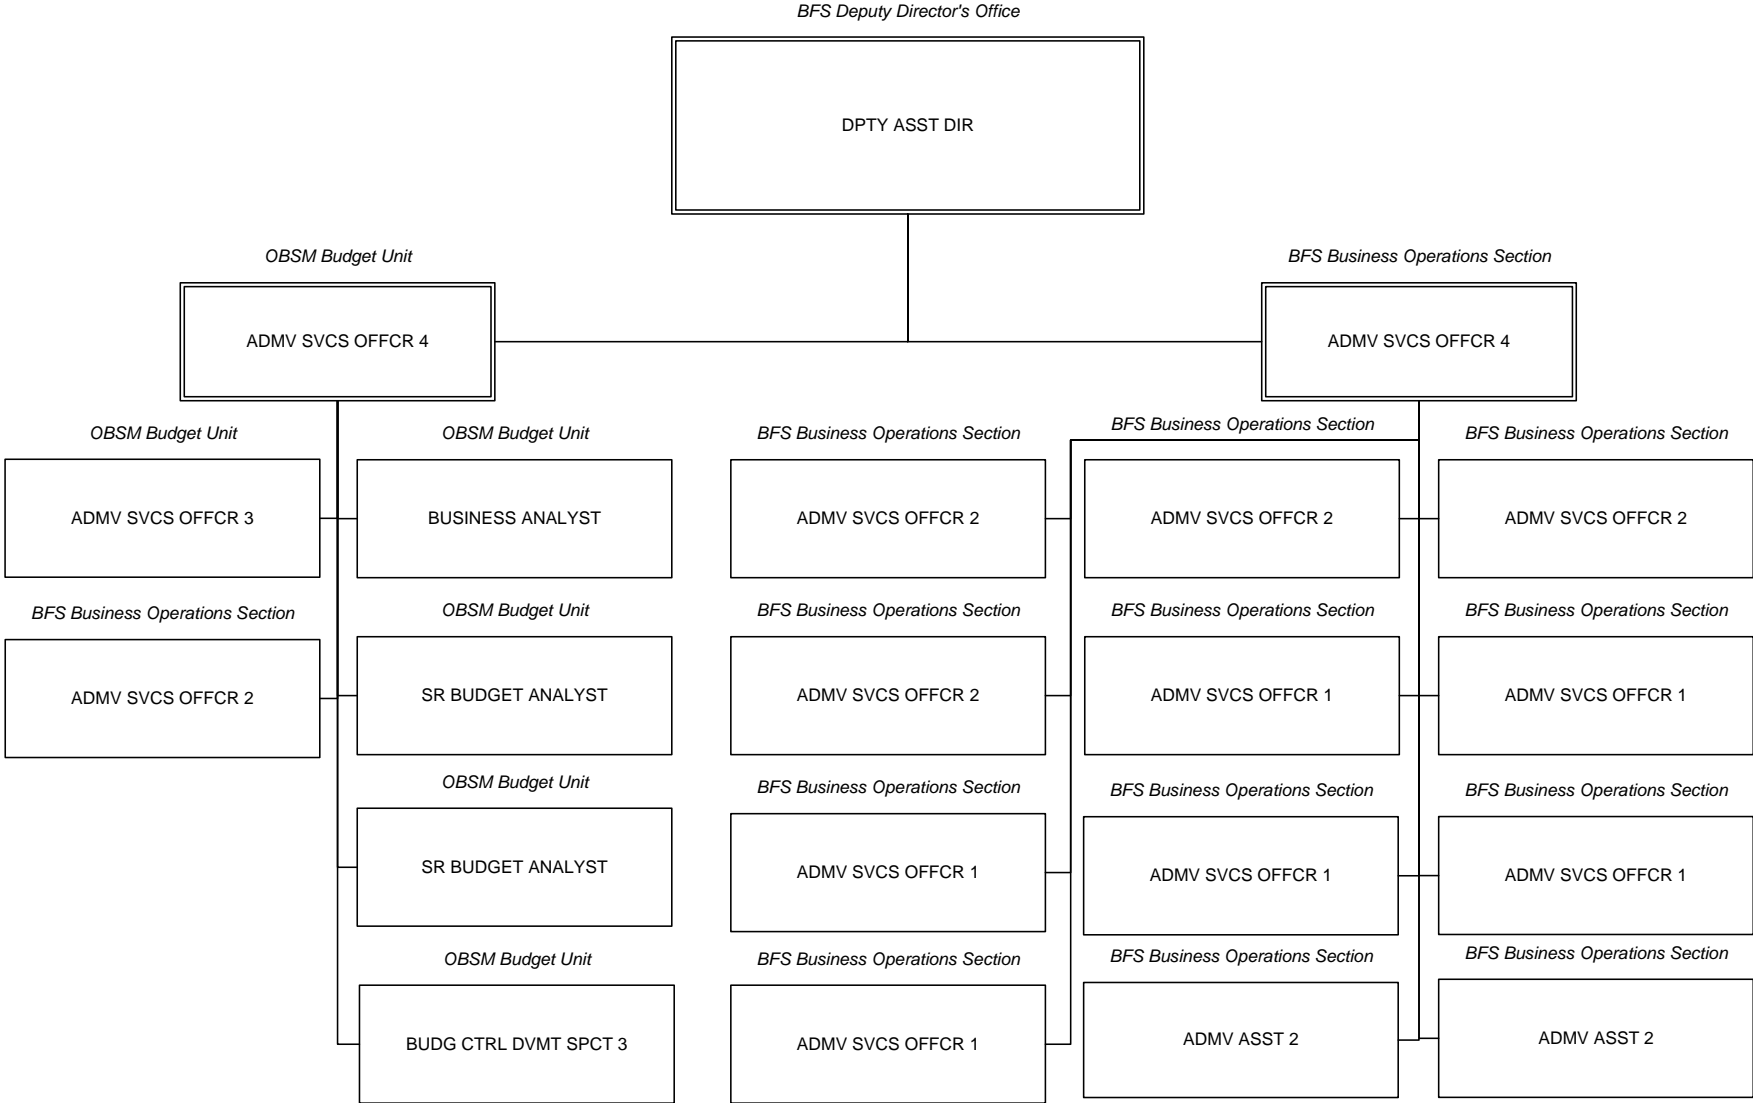 BFS Deputy Director's Office
DPTY ASST DIR
OBSM Budget Unit
ADMV SVCS OFFCR 4
BFS Business Operations Section
ADMV SVCS OFFCR 4
OBSM Budget Unit
ADMV SVCS OFFCR 3
OBSM Budget Unit
BUSINESS ANALYST
BFS Business Operations Section
ADMV SVCS OFFCR 2
BFS Business Operations Section
ADMV SVCS OFFCR 2
BFS Business Operations Section
ADMV SVCS OFFCR 2
BFS Business Operations Section
ADMV SVCS OFFCR 2
OBSM Budget Unit
SR BUDGET ANALYST
BFS Business Operations Section
ADMV SVCS OFFCR 2
BFS Business Operations Section
ADMV SVCS OFFCR 1
BFS Business Operations Section
ADMV SVCS OFFCR 1
OBSM Budget Unit
SR BUDGET ANALYST
BFS Business Operations Section
ADMV SVCS OFFCR 1
BFS Business Operations Section
ADMV SVCS OFFCR 1
BFS Business Operations Section
ADMV SVCS OFFCR 1
OBSM Budget Unit
BUDG CTRL DVMT SPCT 3
BFS Business Operations Section
ADMV SVCS OFFCR 1
BFS Business Operations Section
ADMV ASST 2
BFS Business Operations Section
ADMV ASST 2